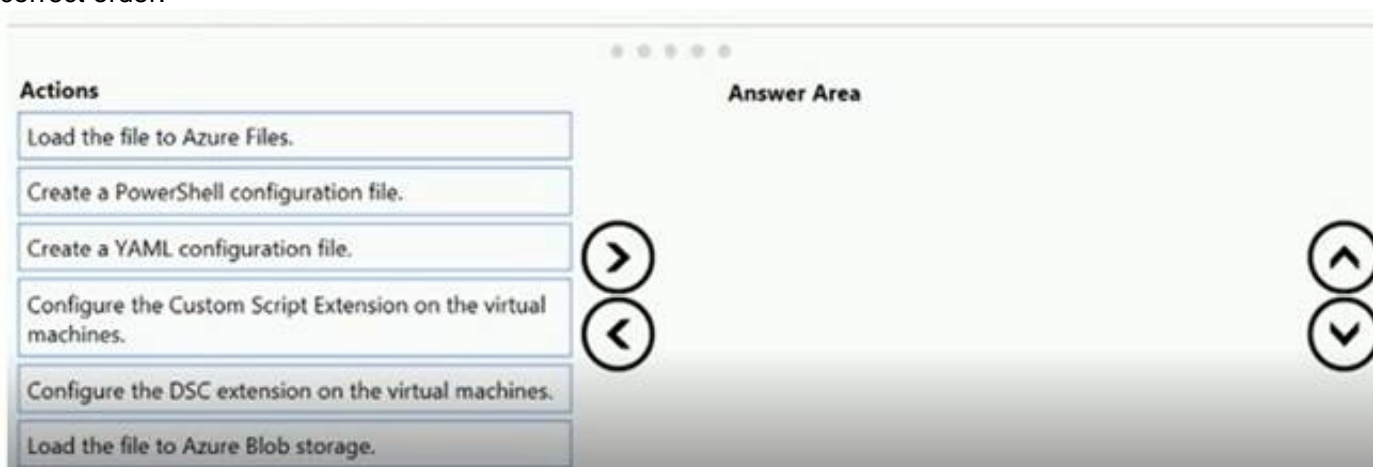 correct order.
Actions
Answer Area
Load the file to Azure Files.
Create a PowerShell configuration file.
Create a YAML configuration file.
Configure the Custom Script Extension on the virtual
machines.
Configure the DSC extension on the virtual machines.
Load the file to Azure Blob storage.